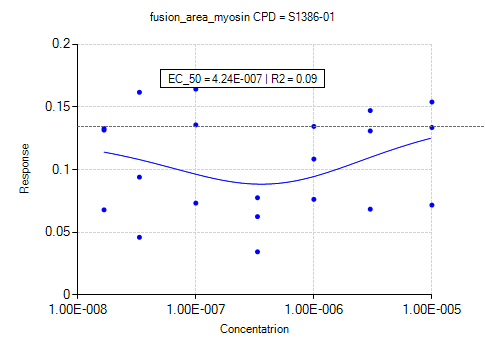 fusion_area_myosin CPD = S1386-01
0.2
EC_50 = 4.24E-007 | R2 = 0.09
0.15
0.1
0.05
0
Response
1.00E-008 1.00E-007 1.00E-006 1.00E-005
Concentatrion